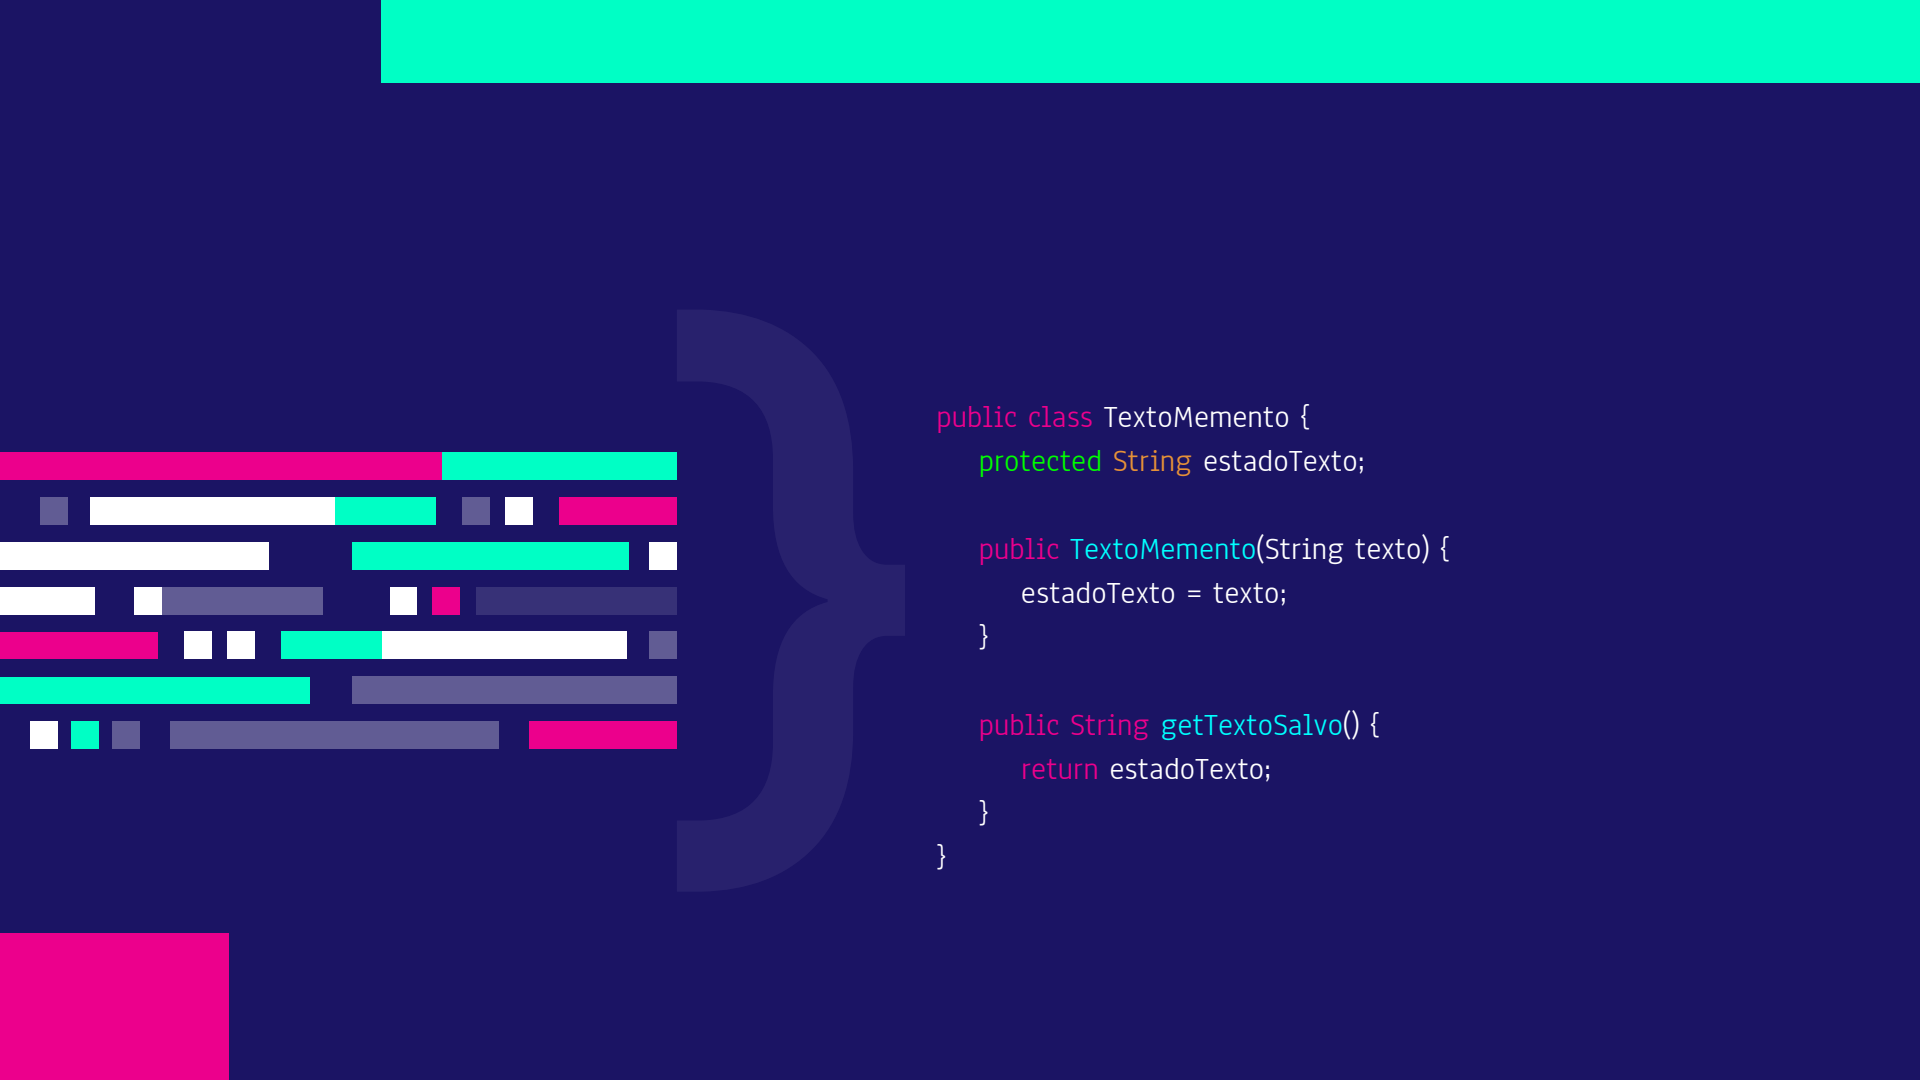 public class TextoMemento {
protected String estadoTexto;
public TextoMemento(String texto) {
estadoTexto = texto;
}
public String getTextoSalvo() {
return estadoTexto;
}
}